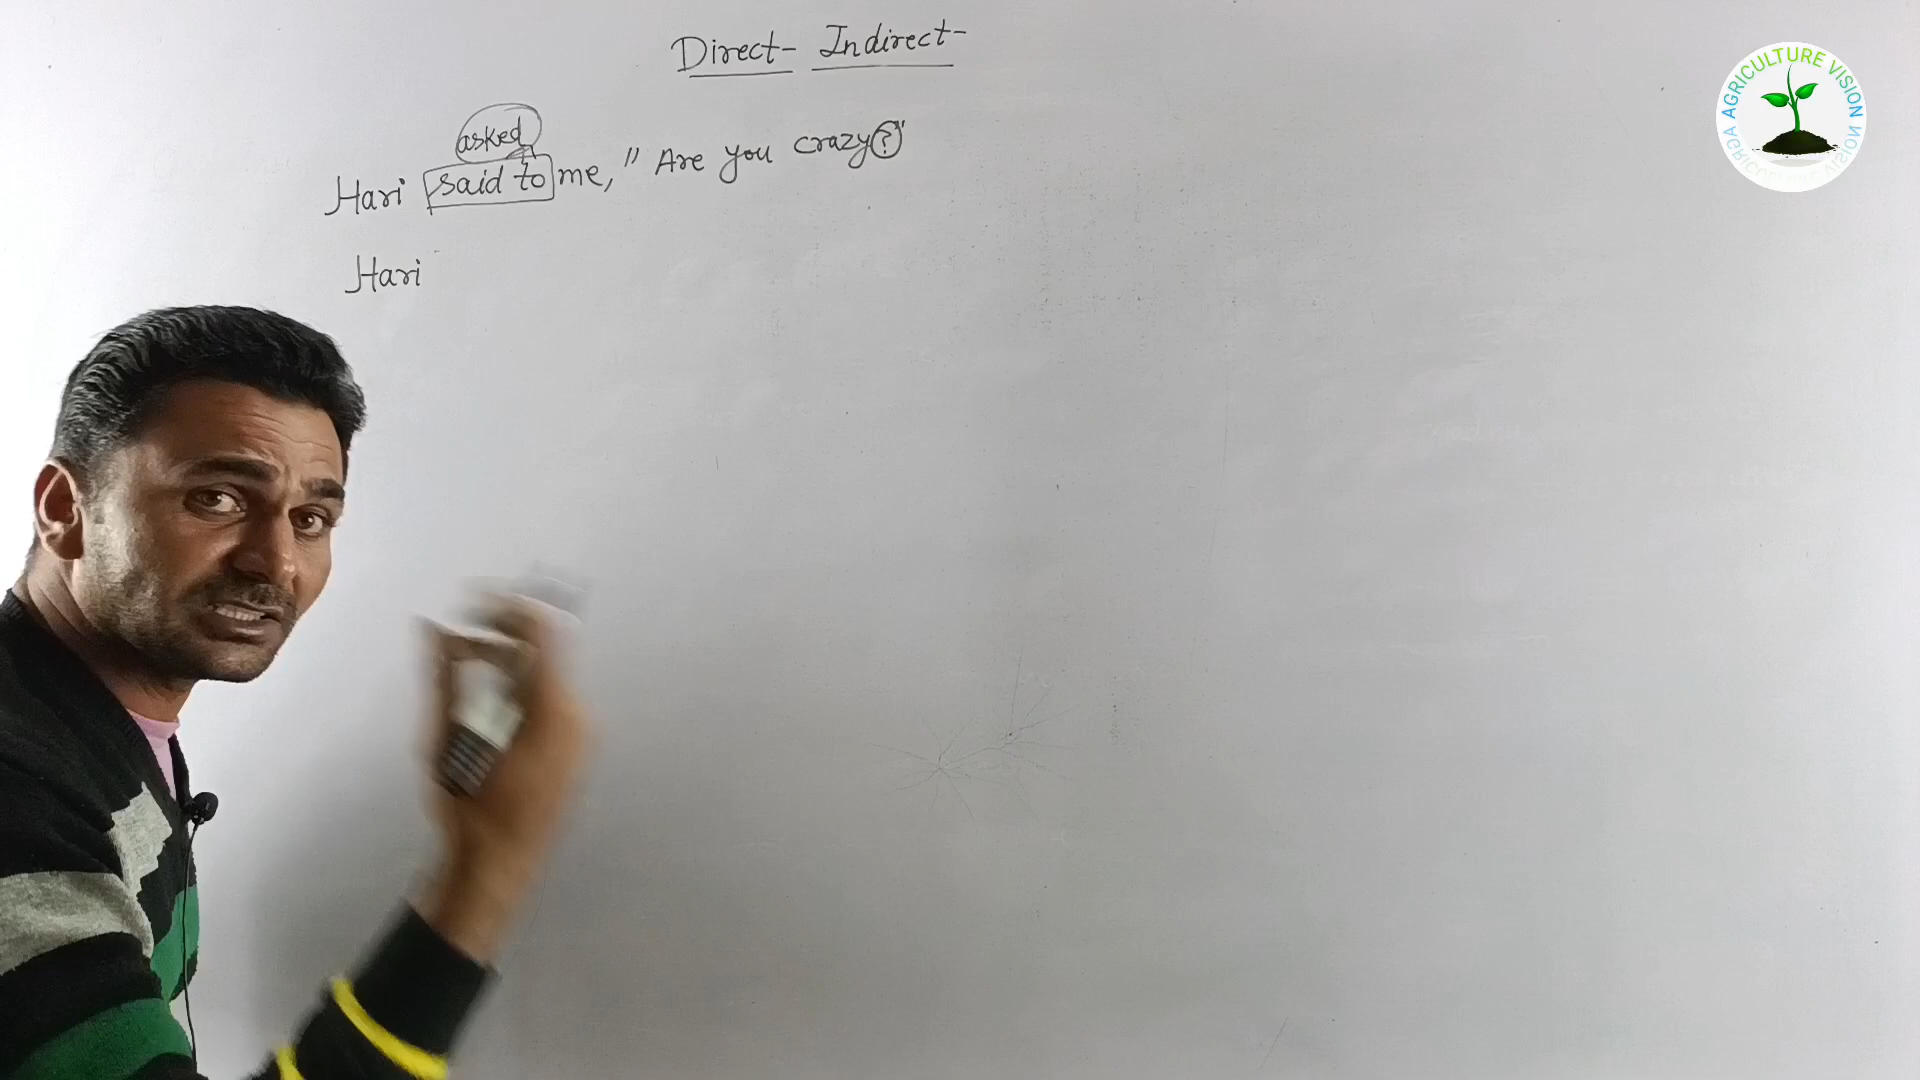 Direct- Indirect-
asked
Hari said to me, " Are you crazy?"
Hari
AGRICULTURE VISION